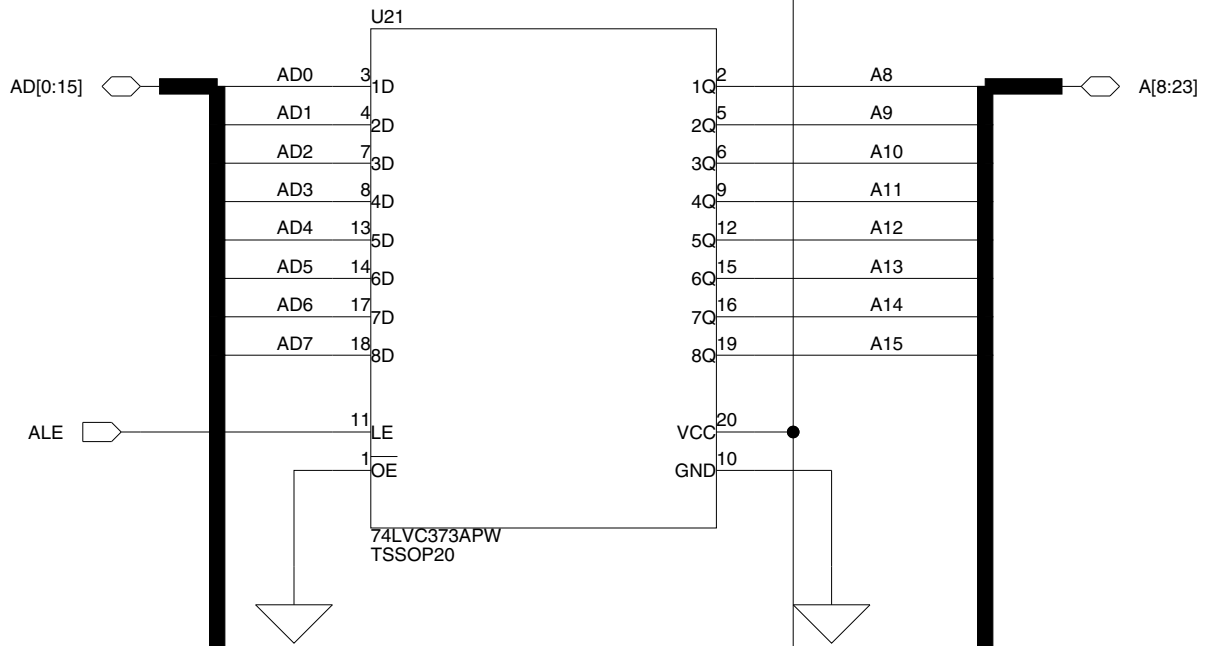 U21
AD[0:15] AD0 3 1D 1Q 2 A8 A[8:23]
AD1 4 2D 2Q 5 A9
AD2 7 3D 3Q 6 A10
AD3 8 4D 4Q 9 A11
AD4 13 5D 5Q 12 A12
AD5 14 6D 6Q 15 A13
AD6 17 7D 7Q 16 A14
AD7 18 8D 8Q 19 A15
ALE 11 LE VCC 20
1 OE GND 10
74LVC373APW
TSSOP20